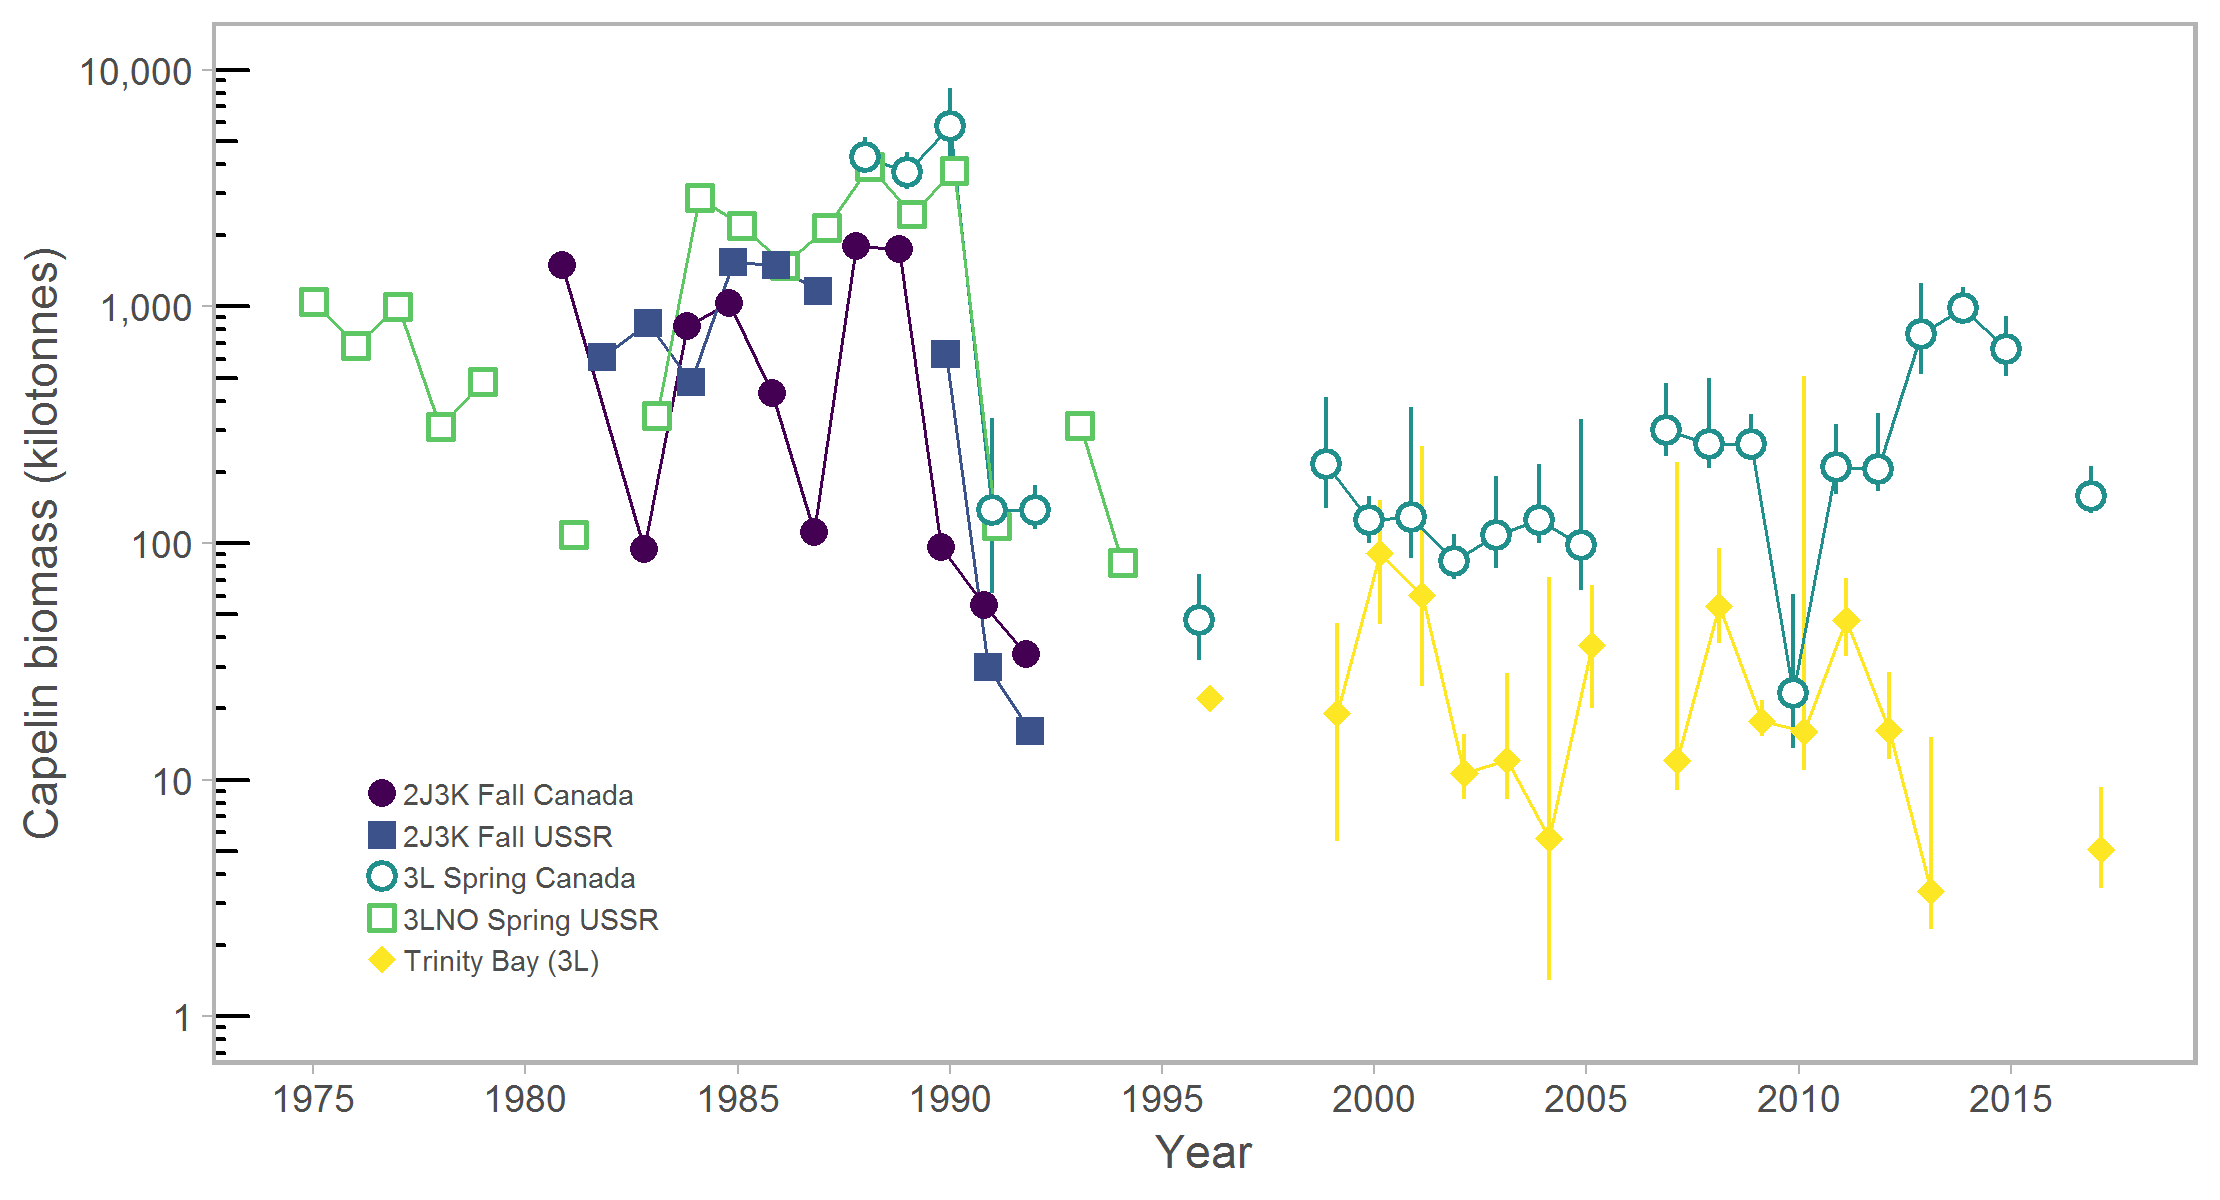 Capelin biomass (kilotonnes)
10,000
1,000
100
10
1
2J3K Fall Canada
2J3K Fall USSR
3L Spring Canada
3LNO Spring USSR
Trinity Bay (3L)
1975 1980 1985 1990 1995 2000 2005 2010 2015
Year